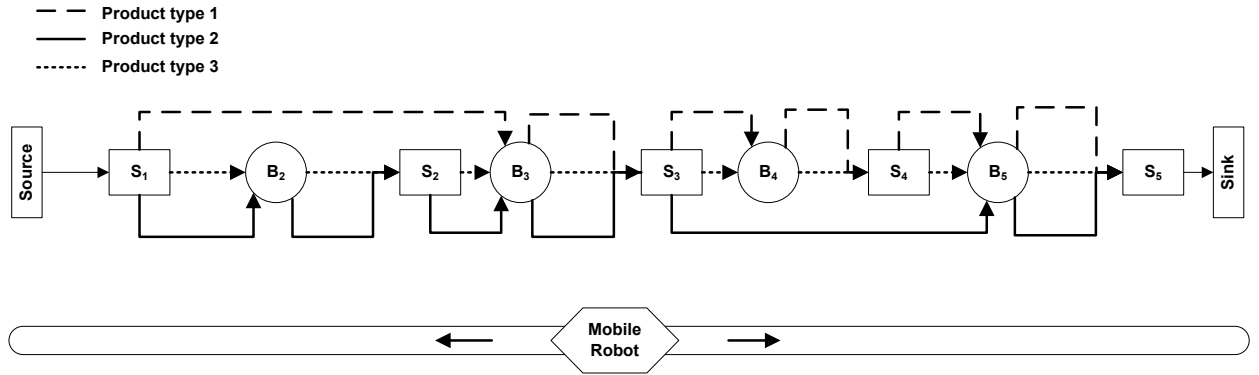 Product type 1
Product type 2
Product type 3
Source
S₁
B₂
S₂
B₃
S₃
B₄
S₄
B₅
S₅
Sink
Mobile
Robot